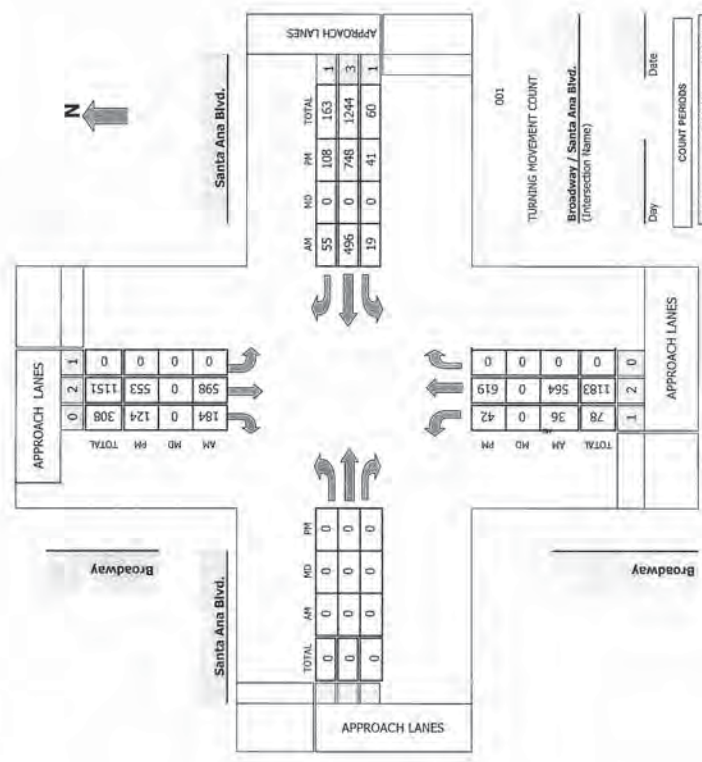 N
Santa Ana Blvd.
APPROACH LANES
0 2 1
308 1151 0 TOTAL
124 553 0 PM
0 0 0 MD
184 598 0 AM
Broadway
APPROACH LANES
AM MD PM TOTAL
55 0 108 163 1
496 0 748 1244 3
19 0 41 60 1
Santa Ana Blvd.
TOTAL AM MD PM
0 0 0 0
0 0 0 0
0 0 0 0
APPROACH LANES
PM 42 619 0
MD 0 0 0
AM 36 564 0
TOTAL 78 1183 0
1 2 0
APPROACH LANES
Broadway
001
TURNING MOVEMENT COUNT
Broadway / Santa Ana Blvd.
(Intersection Name)
Day
Date
COUNT PERIODS